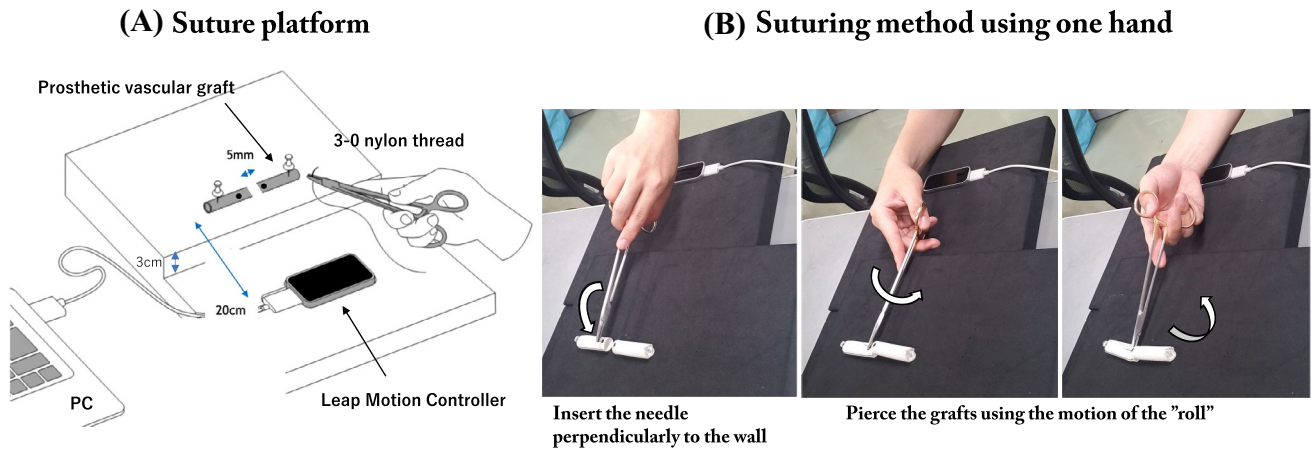 (A) Suture platform
Prosthetic vascular graft
5mm
3-0 nylon thread
3cm
20cm
PC
Leap Motion Controller
(B) Suturing method using one hand
Insert the needle
perpendicularly to the wall
Pierce the grafts using the motion of the ”roll”